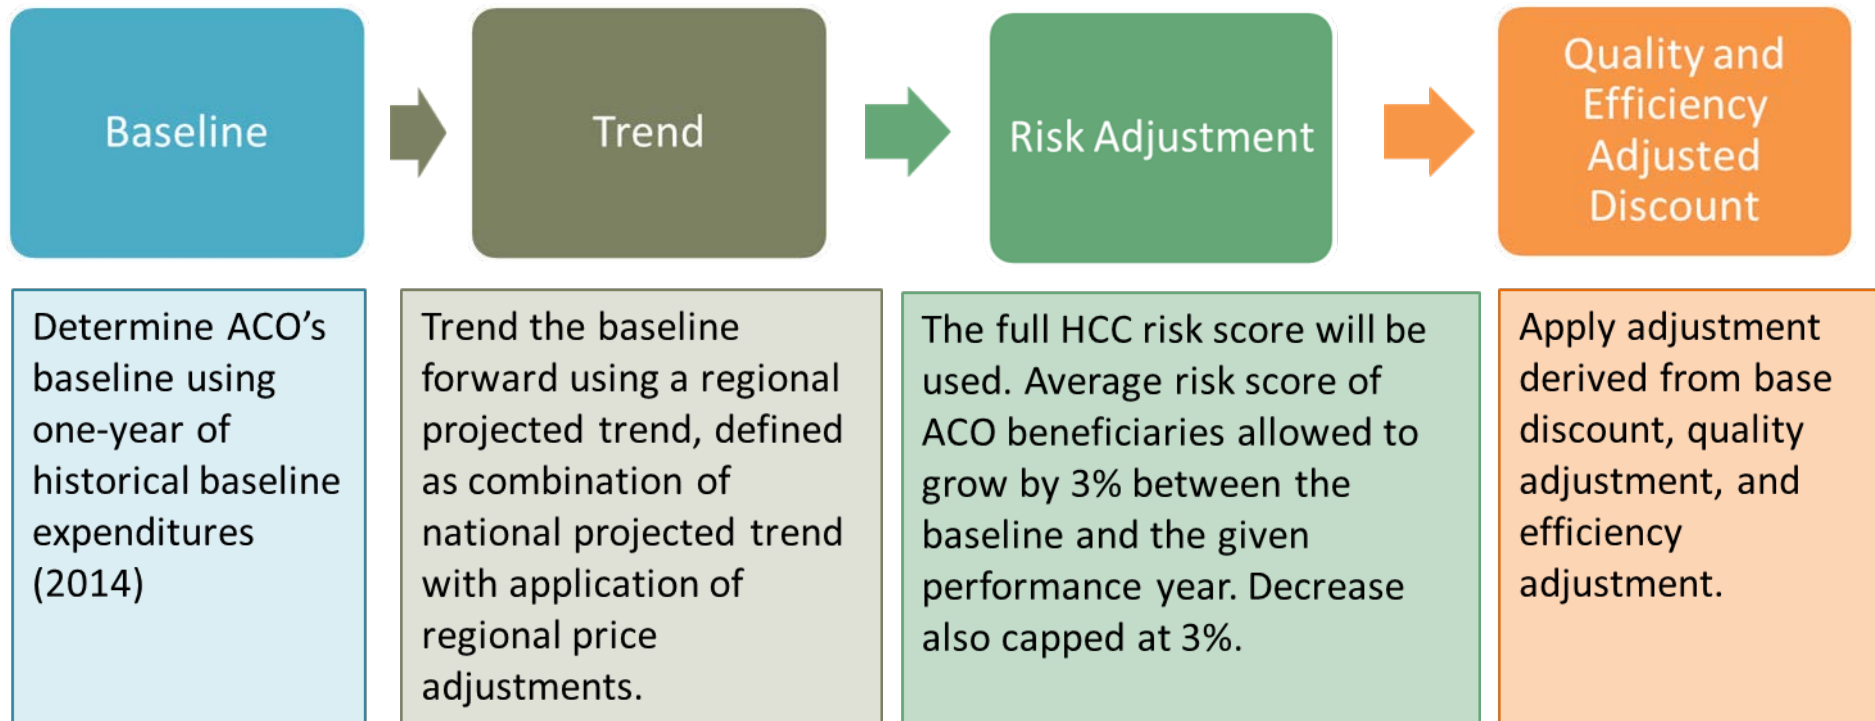 Baseline
Trend
Risk Adjustment
Quality and
Efficiency
Adjusted
Discount
Determine ACO’s
baseline using
one-year of
historical baseline
expenditures
(2014)
Trend the baseline
forward using a regional
projected trend, defined
as combination of
national projected trend
with application of
regional price
adjustments.
The full HCC risk score will be
used. Average risk score of
ACO beneficiaries allowed to
grow by 3% between the
baseline and the given
performance year. Decrease
also capped at 3%.
Apply adjustment
derived from base
discount, quality
adjustment, and
efficiency
adjustment.